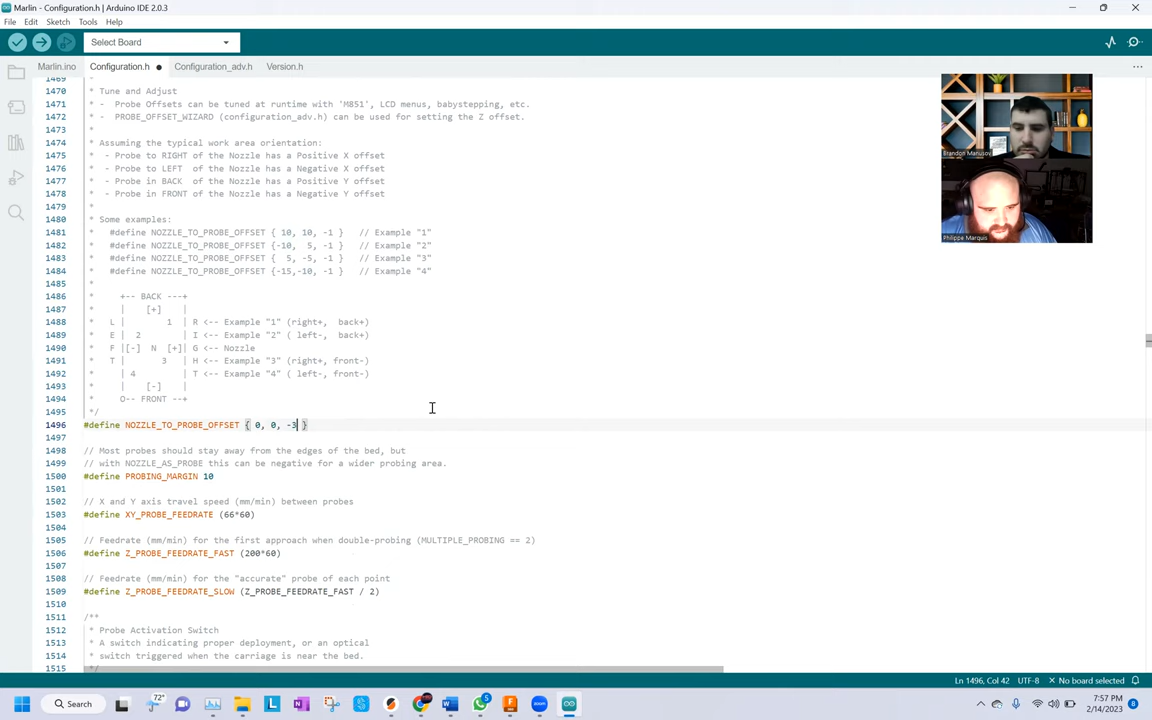 Marlin - Configuration.h | Arduino IDE 2.0.3
File Edit Sketch Tools Help
Select Board
Marlin.ino Configuration.h Configuration_adv.h Version.h
1469 *
1470 * Tune and Adjust
1471 * - Probe Offsets can be tuned at runtime with 'M851', LCD menus, babystepping, etc.
1472 * - PROBE_OFFSET_WIZARD (configuration_adv.h) can be used for setting the Z offset.
1473 *
1474 * Assuming the typical work area orientation:
1475 * - Probe to RIGHT of the Nozzle has a Positive X offset
1476 * - Probe to LEFT of the Nozzle has a Negative X offset
1477 * - Probe in BACK of the Nozzle has a Positive Y offset
1478 * - Probe in FRONT of the Nozzle has a Negative Y offset
1479 *
1480 * Some examples:
1481 * #define NOZZLE_TO_PROBE_OFFSET { 10, 10, -1 } // Example "1"
1482 * #define NOZZLE_TO_PROBE_OFFSET {-10, 5, -1 } // Example "2"
1483 * #define NOZZLE_TO_PROBE_OFFSET { 5, -5, -1 } // Example "3"
1484 * #define NOZZLE_TO_PROBE_OFFSET {-15,-10, -1 } // Example "4"
1485 *
1486 * +-- BACK ---+
1487 * | [+] |
1488 * L | 1 | R <-- Example "1" (right+, back+)
1489 * E | 2 | I <-- Example "2" ( left-, back+)
1490 * F |[-] N [+]| G <-- Nozzle
1491 * T | 3 | H <-- Example "3" (right+, front-)
1492 * | 4 | T <-- Example "4" ( left-, front-)
1493 * | [-] |
1494 * O-- FRONT --+
1495 */
1496 #define NOZZLE_TO_PROBE_OFFSET { 0, 0, -3 }
1497
1498 // Most probes should stay away from the edges of the bed, but
1499 // with NOZZLE_AS_PROBE this can be negative for a wider probing area.
1500 #define PROBING_MARGIN 10
1501
1502 // X and Y axis travel speed (mm/min) between probes
1503 #define XY_PROBE_FEEDRATE (66*60)
1504
1505 // Feedrate (mm/min) for the first approach when double-probing (MULTIPLE_PROBING == 2)
1506 #define Z_PROBE_FEEDRATE_FAST (200*60)
1507
1508 // Feedrate (mm/min) for the "accurate" probe of each point
1509 #define Z_PROBE_FEEDRATE_SLOW (Z_PROBE_FEEDRATE_FAST / 2)
1510
1511 /**
1512 * Probe Activation Switch
1513 * A switch indicating proper deployment, or an optical
1514 * switch triggered when the carriage is near the bed.
1515 */
Brandon Manusov
Philippe Marquis
Ln 1496, Col 42 UTF-8 No board selected
Search
72°
5
7:57 PM
2/14/2023
8